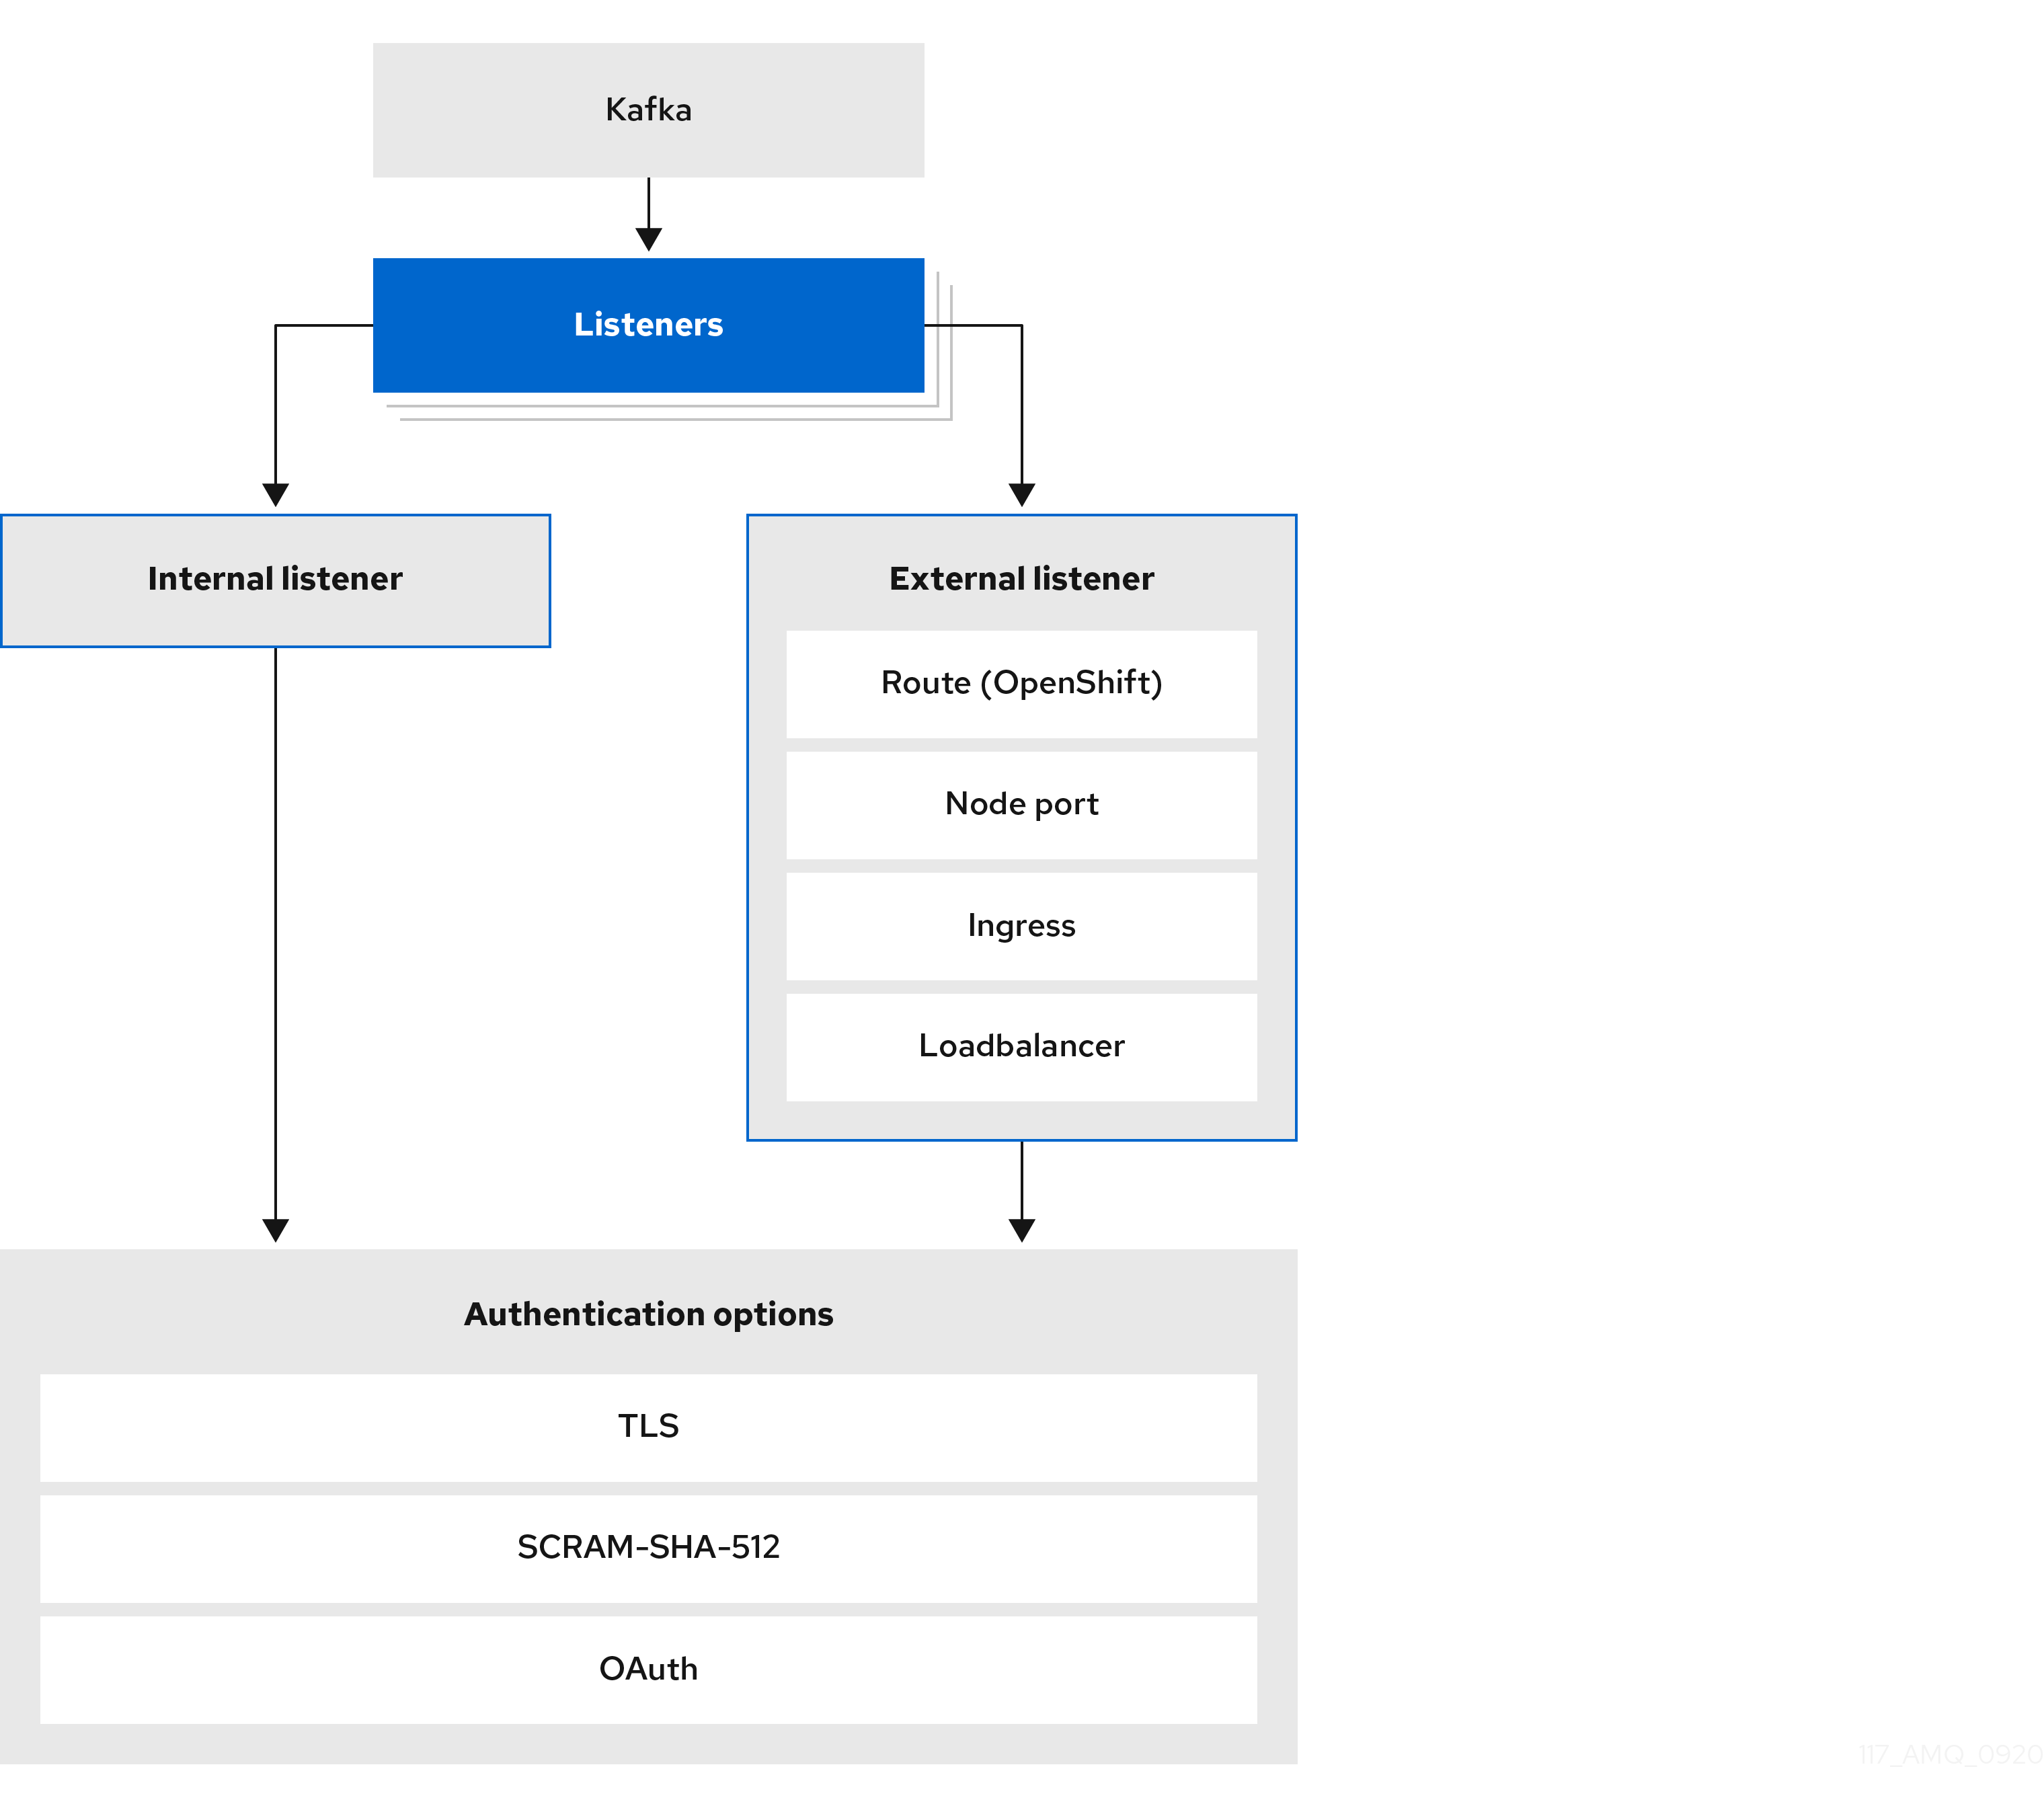 Kafka
Listeners
Internal listener
External listener
Route (OpenShift)
Node port
Ingress
Loadbalancer
Authentication options
TLS
SCRAM-SHA-512
OAuth
117_AMQ_0920